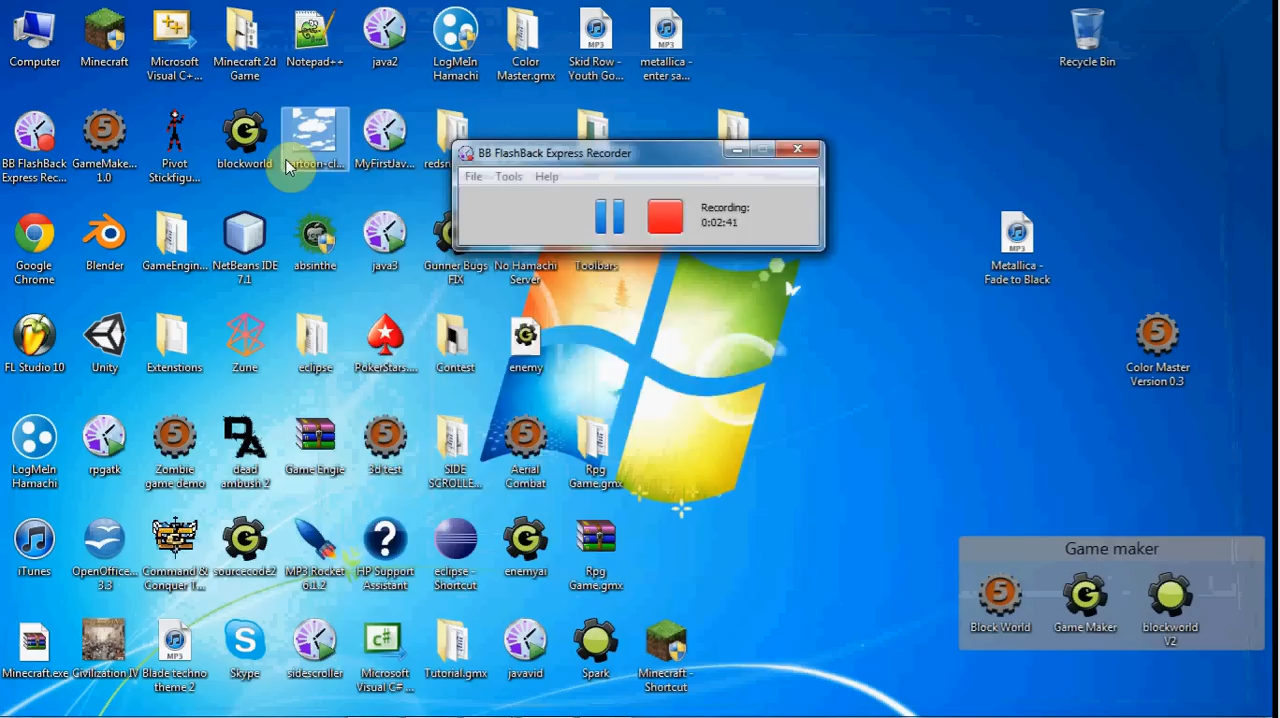 Computer
Minecraft
Microsoft
Visual C+...
Minecraft 2d
Game
Notepad++
java2
LogMeIn
Hamachi
Color
Master.gmx
Skid Row -
Youth Go...
metallica -
enter sa...
Recycle Bin
BB FlashBack
Express Rec...
GameMake...
1.0
Pivot
Stickfigu...
blockworld
MyFirstJav...
BB FlashBack Express Recorder
File Tools Help
Recording:
0:02:41
Google
Chrome
Blender
GameEngin...
NetBeans IDE
7.1
absinthe
java3
Gunner Bugs
FIX
No Hamachi
Server
Toolbars
Metallica -
Fade to Black
FL Studio 10
Unity
Extenstions
Zune
eclipse
PokerStars....
Contest
enemy
Color Master
Version 0.3
LogMeIn
Hamachi
rpgatk
Zombie
game demo
dead
ambush 2
Game Engie
3d test
SIDE
SCROLLE...
Aerial
Combat
Rpg
Game.gmx
iTunes
OpenOffice...
3.3
Command &
Conquer T...
sourcecode2
MP3 Rocket
6.1.2
HP Support
Assistant
eclipse -
Shortcut
enemyai
Rpg
Game.gmx
Game maker
Block World
Game Maker
blockworld
V2
Minecraft.exe
Civilization IV
Blade techno
theme 2
Skype
sidescroller
Microsoft
Visual C# ...
Tutorial.gmx
javavid
Spark
Minecraft -
Shortcut